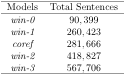 Models Total Sentences
win-0 90,399
win-1 260,423
coref 281,666
win-2 418,827
win-3 567,706